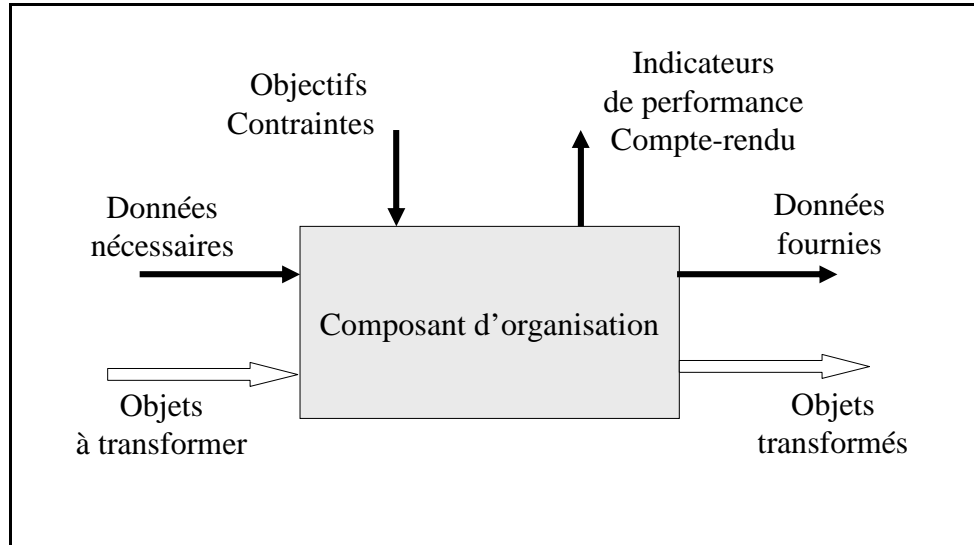 Objectifs
Contraintes
Indicateurs
de performance
Compte-rendu
Données
nécessaires
Données
fournies
Composant d’organisation
Objets
à transformer
Objets
transformés